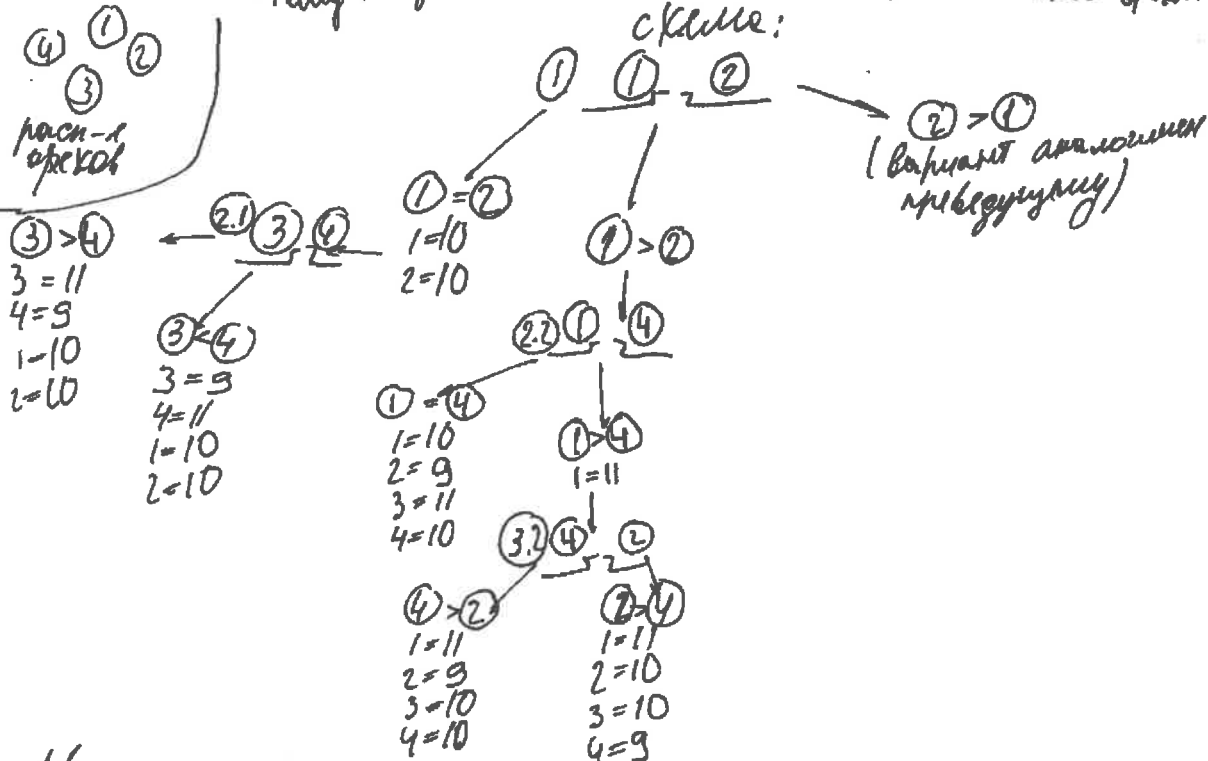 схема:
④ ① ②
③
расп-е
орехов
① ① ②
② > ①
(вариант аналогичен
предыдущему)
① = ②
1=10
2=10
① > ②
2.1 ③ ④
③ > ④
3=11
4=9
1=10
2=10
③ < ④
3=9
4=11
1=10
2=10
2.2 ① ④
① = ④
1=10
2=9
3=11
4=10
① > ④
1=11
3.2 ④ ②
④ > ②
1=11
2=9
3=10
4=10
② > ④
1=11
2=10
3=10
4=9